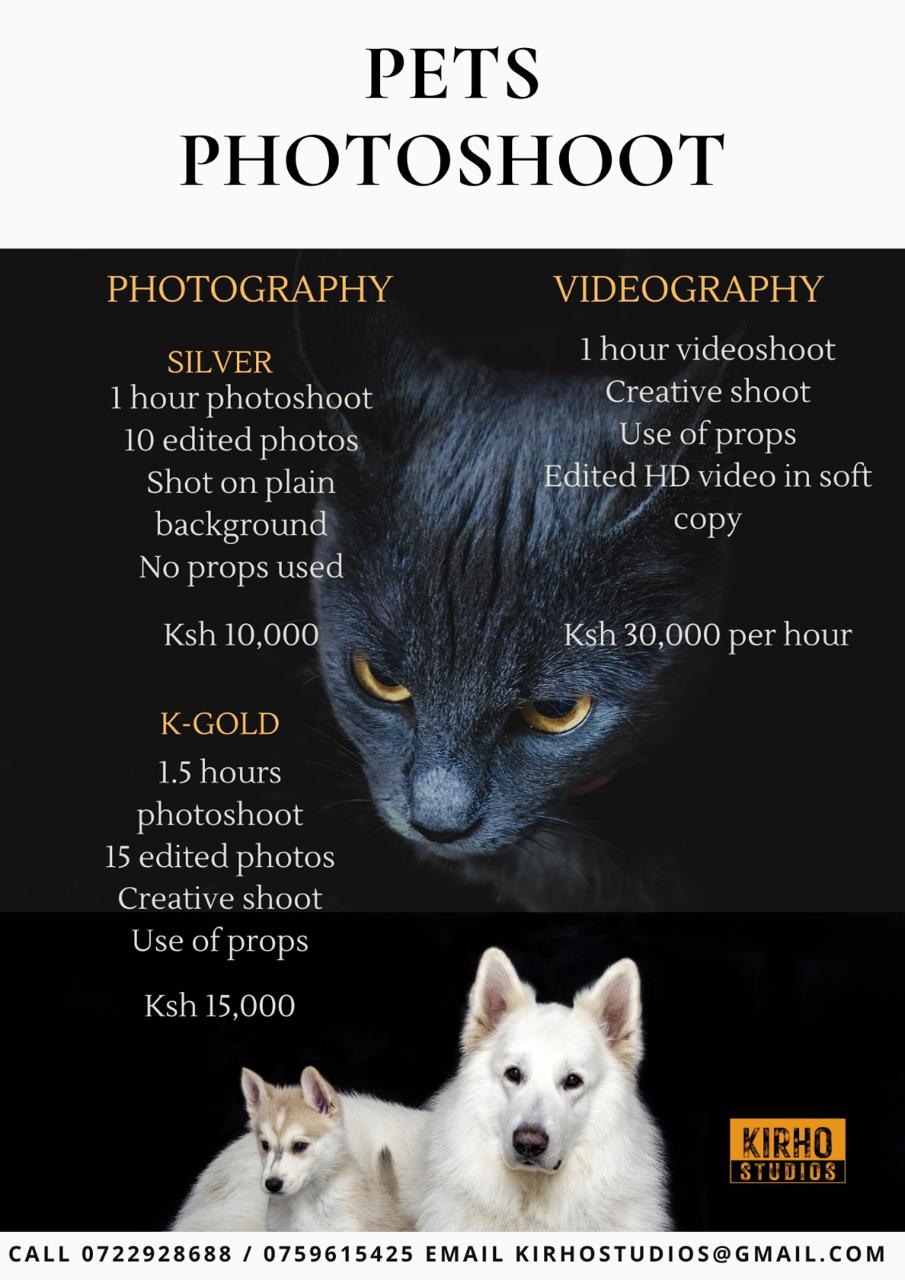 PETS
PHOTOSHOOT
PHOTOGRAPHY
SILVER
1 hour photoshoot
10 edited photos
Shot on plain
background
No props used
Ksh 10,000
K-GOLD
1.5 hours
photoshoot
15 edited photos
Creative shoot
Use of props
Ksh 15,000
VIDEOGRAPHY
1 hour videoshoot
Creative shoot
Use of props
Edited HD video in soft
copy
Ksh 30,000 per hour
KIRHO
STUDIOS
CALL 0722928688 / 0759615425 EMAIL KIRHOSTUDIOS@GMAIL.COM